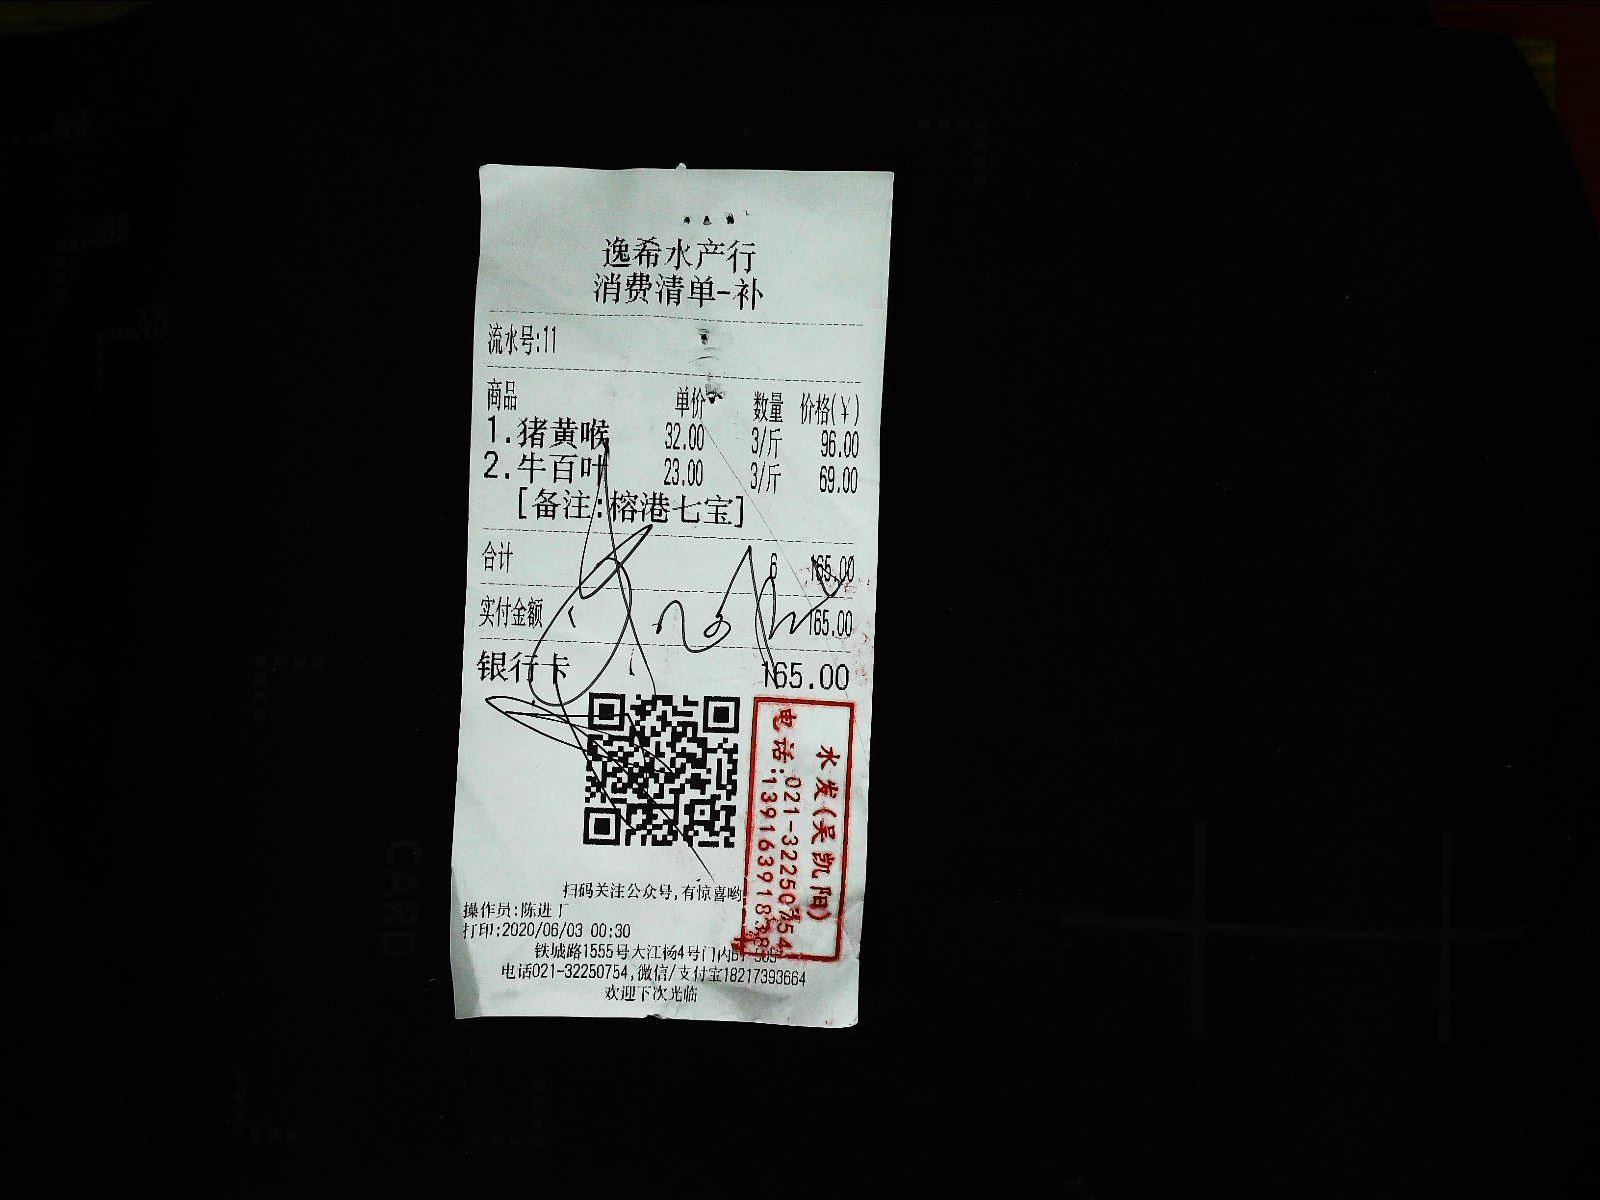 逸希水产行
消费清单-补
流水号:11
商品 单价 数量 价格(¥)
1.猪黄喉 32.00 3/斤 96.00
2.牛百叶 23.00 3/斤 69.00
[备注:榕港七宝]
合计 6 165.00
实付金额 165.00
银行卡 165.00
水发(吴凯阳)
电话:021-32250754
扫码关注公众号,有惊喜哟
操作员:陈进厂
打印:2020/06/03 00:30
铁城路1555号大江杨4号门内
电话021-32250754,微信/支付宝18217393664
欢迎下次光临
CARD